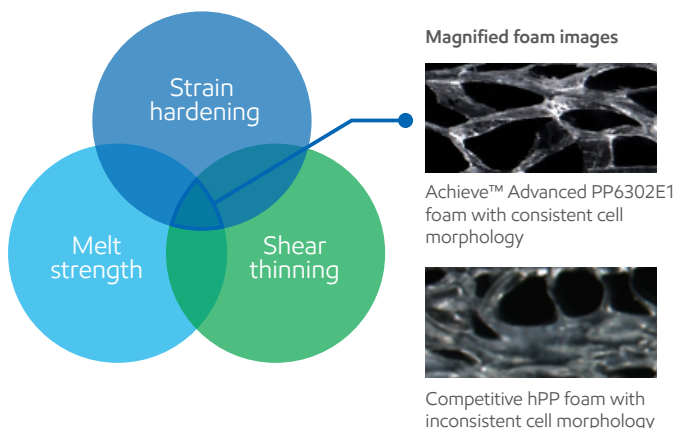 Strain
hardening
Melt
strength
Shear
thinning
Magnified foam images
Achieve™ Advanced PP6302E1
foam with consistent cell
morphology
Competitive hPP foam with
inconsistent cell morphology